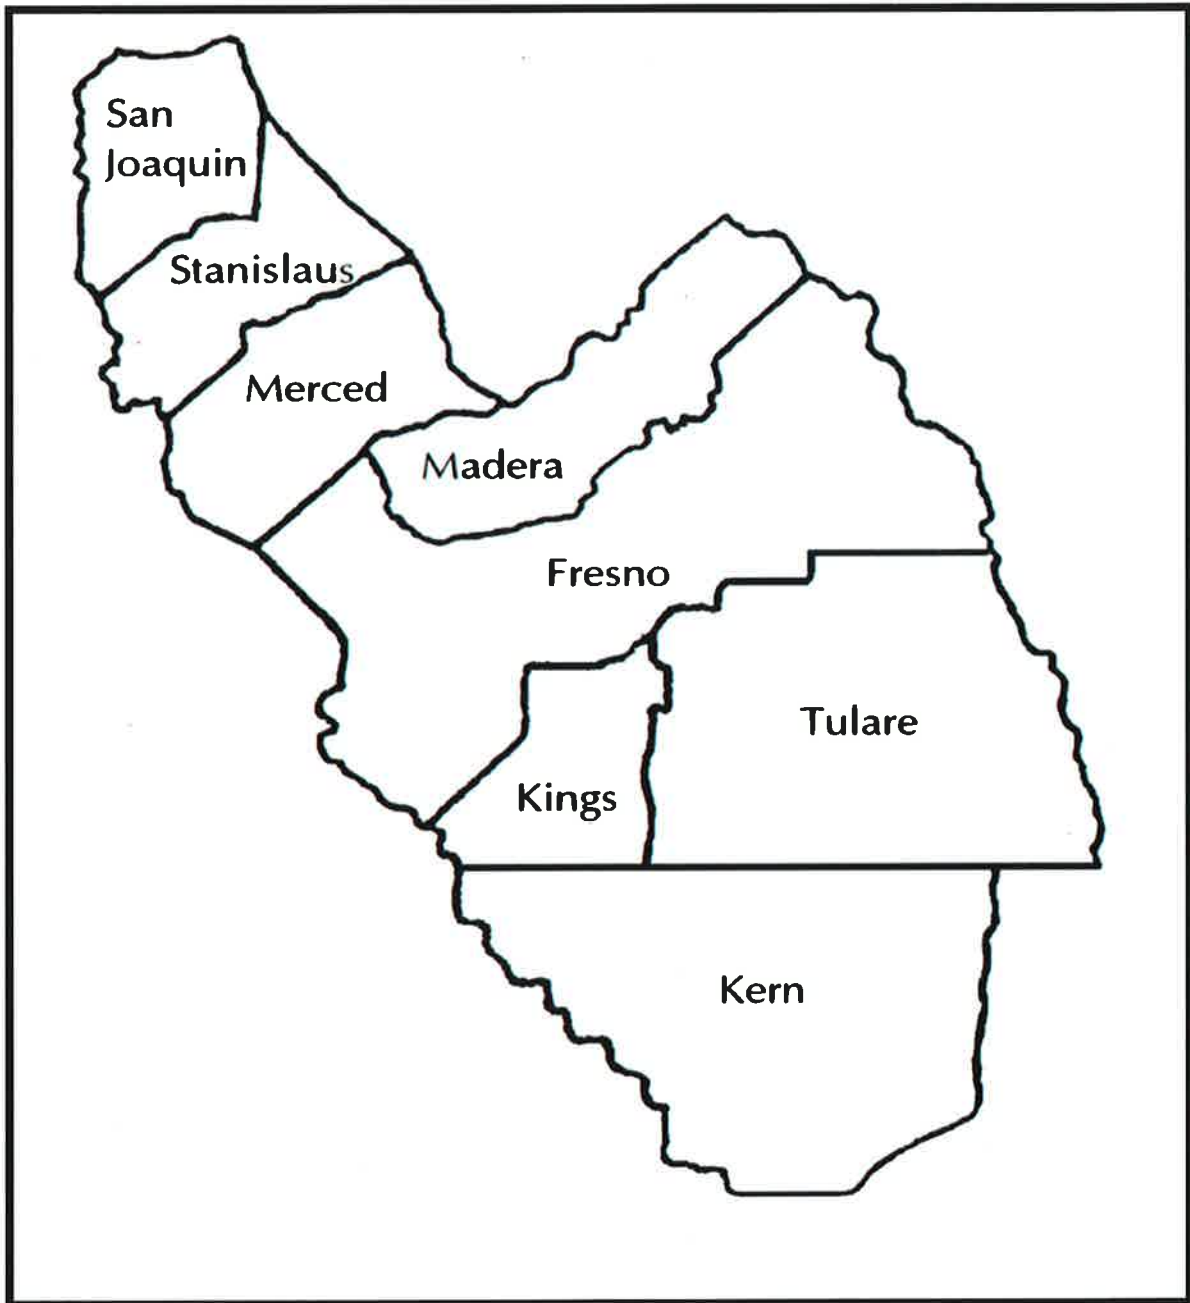 San
Joaquin
Stanislaus
Merced
Madera
Fresno
Tulare
Kings
Kern